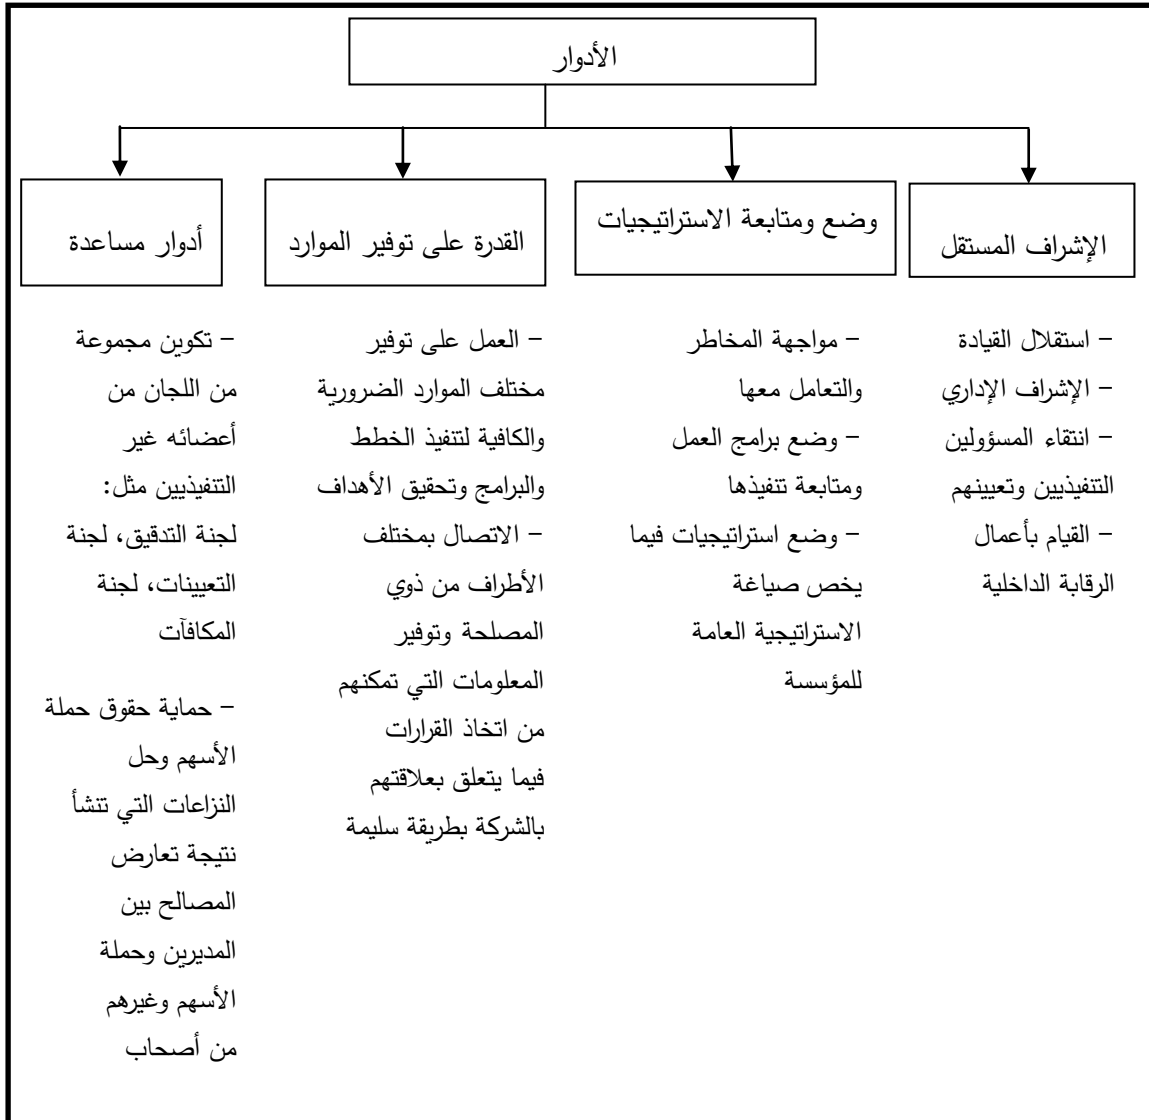 الأدوار
الإشراف المستقل
– استقلال القيادة
– الإشراف الإداري
– انتقاء المسؤولين
التنفيذيين وتعيينهم
– القيام بأعمال
الرقابة الداخلية
وضع ومتابعة الاستراتيجيات
– مواجهة المخاطر
والتعامل معها
– وضع برامج العمل
ومتابعة تنفيذها
– وضع استراتيجيات فيما
يخص صياغة
الاستراتيجية العامة
للمؤسسة
القدرة على توفير الموارد
– العمل على توفير
مختلف الموارد الضرورية
والكافية لتنفيذ الخطط
والبرامج وتحقيق الأهداف
– الاتصال بمختلف
الأطراف من ذوي
المصلحة وتوفير
المعلومات التي تمكنهم
من اتخاذ القرارات
فيما يتعلق بعلاقتهم
بالشركة بطريقة سليمة
أدوار مساعدة
– تكوين مجموعة
من اللجان من
أعضائه غير
التنفيذيين مثل:
لجنة التدقيق، لجنة
التعيينات، لجنة
المكافآت
– حماية حقوق حملة
الأسهم وحل
النزاعات التي تنشأ
نتيجة تعارض
المصالح بين
المديرين وحملة
الأسهم وغيرهم
من أصحاب